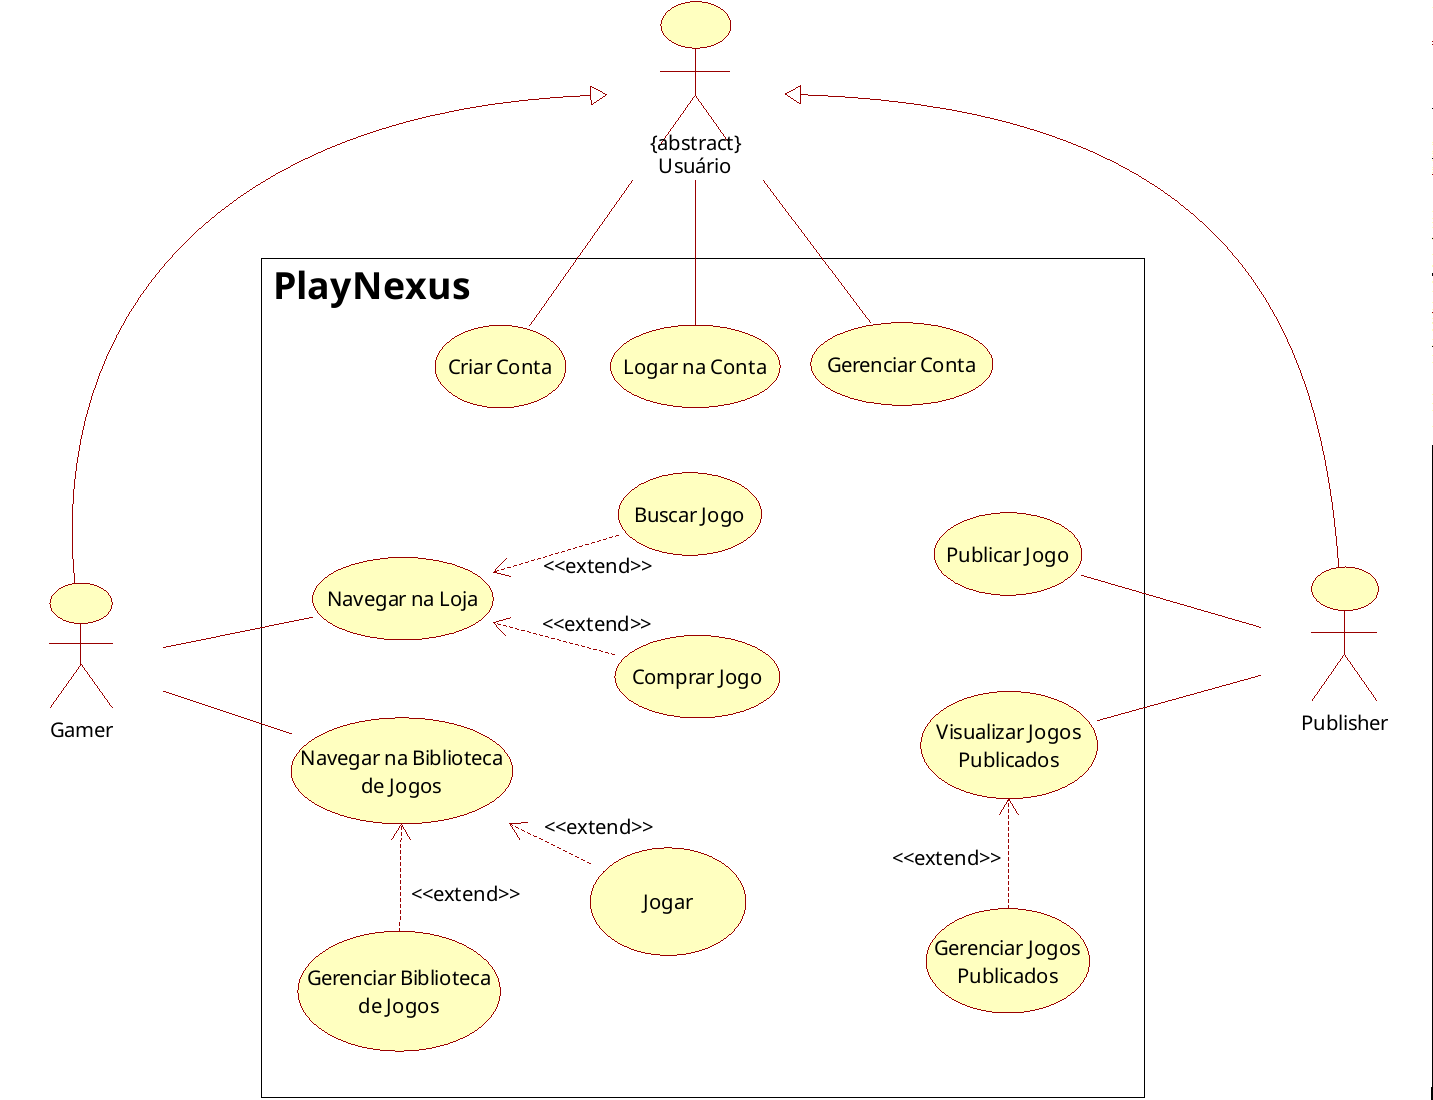 {abstract}
Usuário
PlayNexus
Criar Conta
Logar na Conta
Gerenciar Conta
Buscar Jogo
<<extend>>
Navegar na Loja
<<extend>>
Comprar Jogo
Publicar Jogo
Gamer
Publisher
Navegar na Biblioteca
de Jogos
Visualizar Jogos
Publicados
<<extend>>
<<extend>>
<<extend>>
Jogar
Gerenciar Biblioteca
de Jogos
Gerenciar Jogos
Publicados